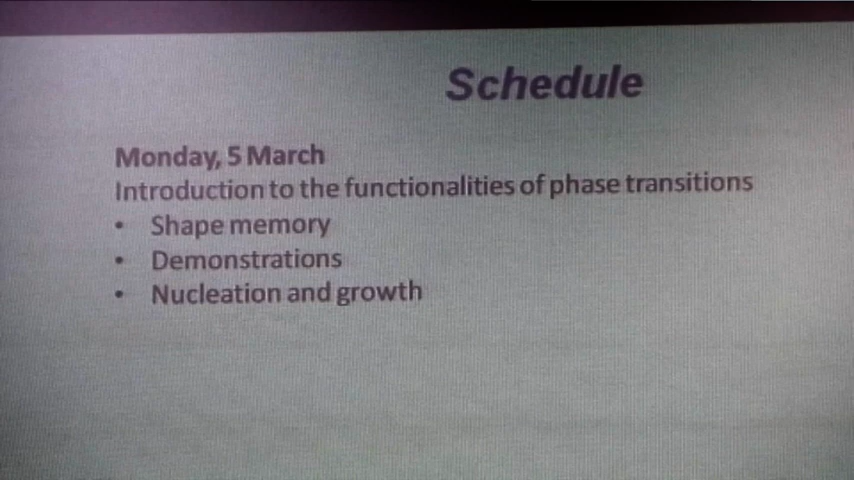 Schedule
Monday, 5 March
Introduction to the functionalities of phase transitions
• Shape memory
• Demonstrations
• Nucleation and growth